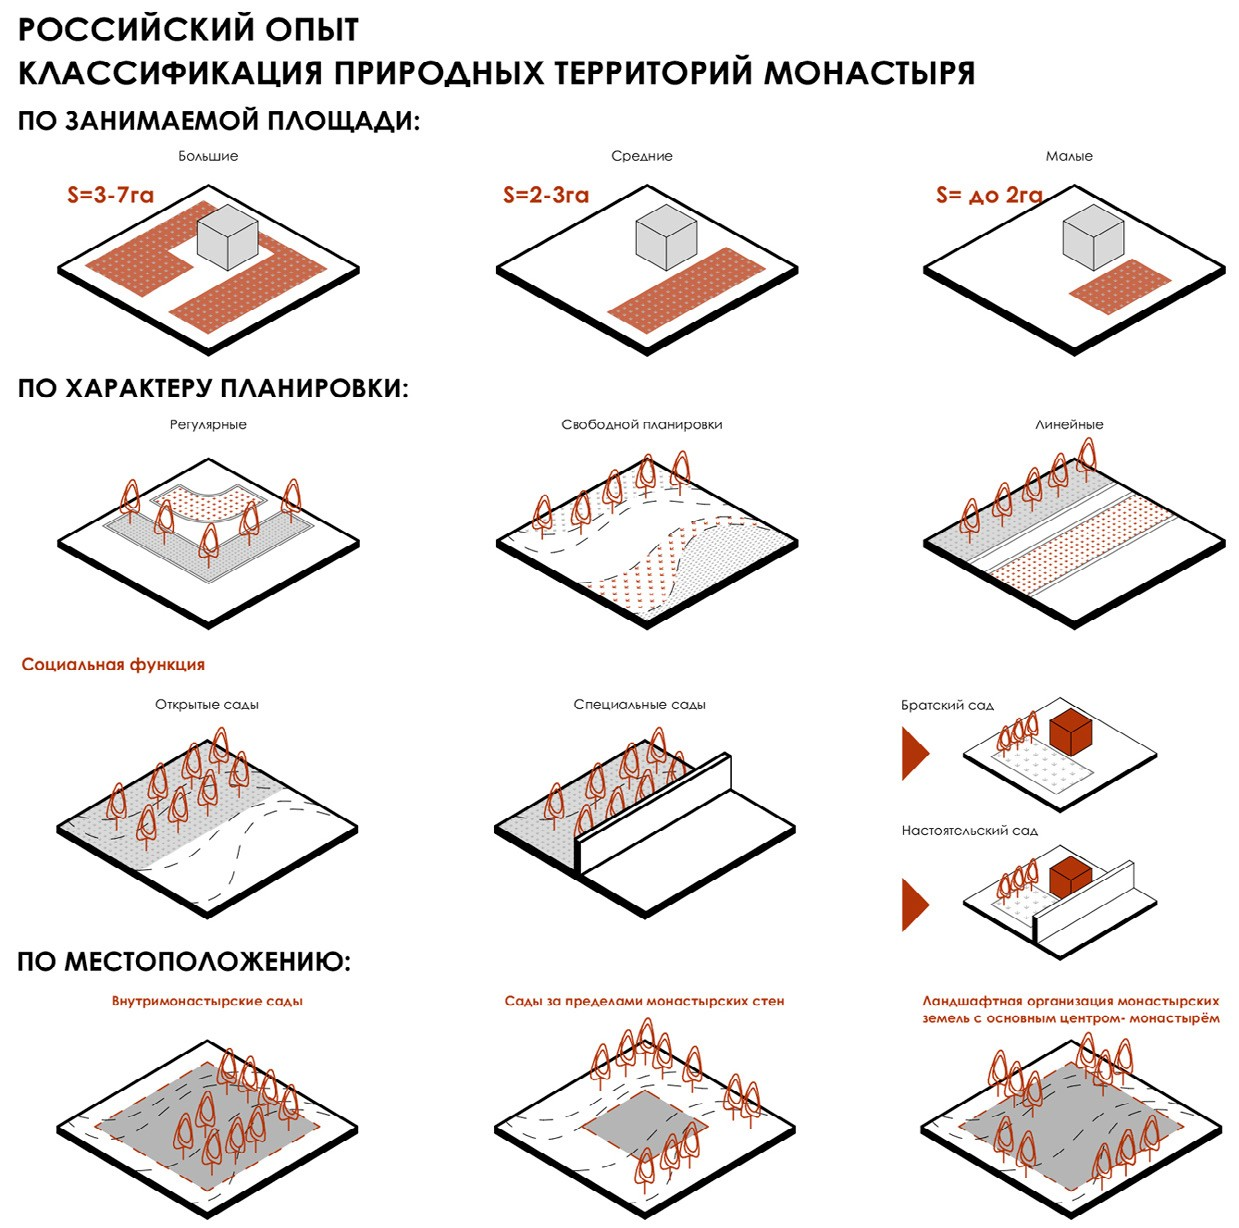 РОССИЙСКИЙ ОПЫТ
КЛАССИФИКАЦИЯ ПРИРОДНЫХ ТЕРРИТОРИЙ МОНАСТЫРЯ
ПО ЗАНИМАЕМОЙ ПЛОЩАДИ:
Большие
Средние
Малые
S=3-7га
S=2-3га
S= до 2га
ПО ХАРАКТЕРУ ПЛАНИРОВКИ:
Регулярные
Свободной планировки
Линейные
Социальная функция
Открытые сады
Специальные сады
Братский сад
Настоятольский сад
ПО МЕСТОПОЛОЖЕНИЮ:
Внутримонастырские сады
Сады за пределами монастырских стен
Ландшафтная организация монастырских
земель с основным центром- монастырём